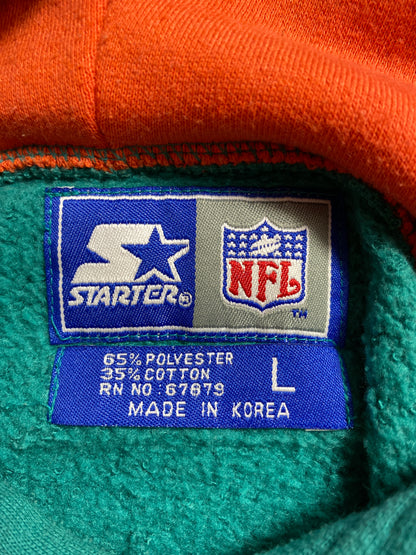 STARTER®
NFL
TM
65% POLYESTER
35% COTTON
RN NO:67879
L
MADE IN KOREA